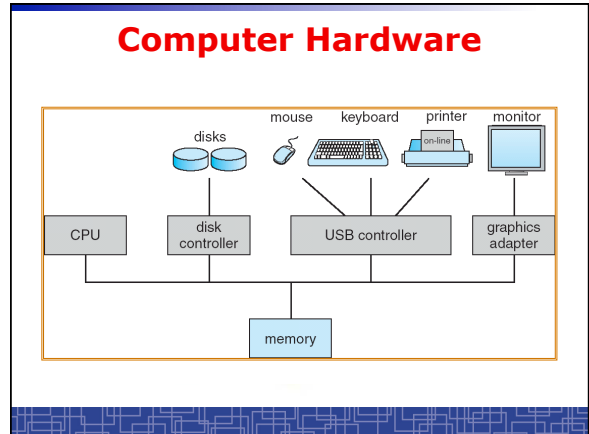 Computer Hardware
mouse keyboard printer monitor
disks
on-line
CPU
disk
controller
USB controller
graphics
adapter
memory